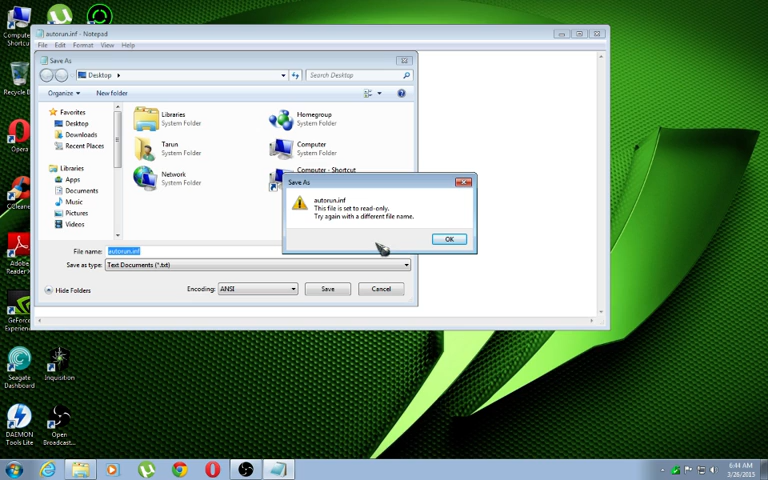 autorun.inf - Notepad
File Edit Format View Help
Save As
Desktop
Search Desktop
Organize New folder
Favorites
Desktop
Downloads
Recent Places
Libraries
Apps
Documents
Music
Pictures
Videos
Libraries
System Folder
Homegroup
System Folder
Tarun
System Folder
Computer
System Folder
Network
System Folder
Computer - Shortcut
Save As
autorun.inf
This file is set to read-only.
Try again with a different file name.
OK
File name: autorun.inf
Save as type: Text Documents (*.txt)
Hide Folders
Encoding: ANSI
Save
Cancel
Computer
Shortcut
Recycle B
Opera
CCleane
Adobe
Reader X
GeForce
Experien
Seagate
Dashboard
Inquisition
DAEMON
Tools Lite
Open
Broadcast...
6:44 AM
3/26/2015